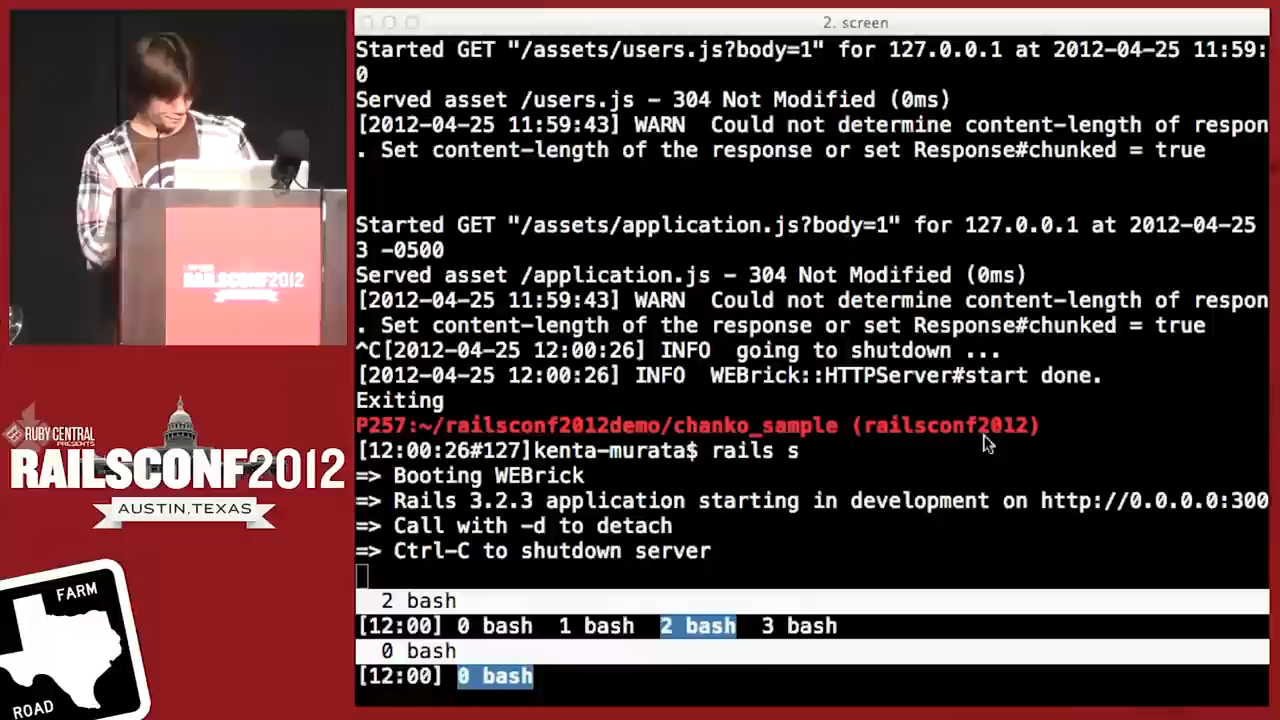 2. screen
Started GET "/assets/users.js?body=1" for 127.0.0.1 at 2012-04-25 11:59:
0
Served asset /users.js - 304 Not Modified (0ms)
[2012-04-25 11:59:43] WARN  Could not determine content-length of respon
. Set content-length of the response or set Response#chunked = true
Started GET "/assets/application.js?body=1" for 127.0.0.1 at 2012-04-25
3 -0500
Served asset /application.js - 304 Not Modified (0ms)
[2012-04-25 11:59:43] WARN  Could not determine content-length of respon
. Set content-length of the response or set Response#chunked = true
^C[2012-04-25 12:00:26] INFO  going to shutdown ...
[2012-04-25 12:00:26] INFO  WEBrick::HTTPServer#start done.
Exiting
P257:~/railsconf2012demo/chanko_sample (railsconf2012)
[12:00:26#127]kenta-murata$ rails s
=> Booting WEBrick
=> Rails 3.2.3 application starting in development on http://0.0.0.0:300
=> Call with -d to detach
=> Ctrl-C to shutdown server
2 bash
[12:00] 0 bash  1 bash  2 bash  3 bash
0 bash
[12:00] 0 bash
RAILSCONF2012
RUBY CENTRAL
PRESENTS
RAILSCONF2012
AUSTIN, TEXAS
FARM
ROAD